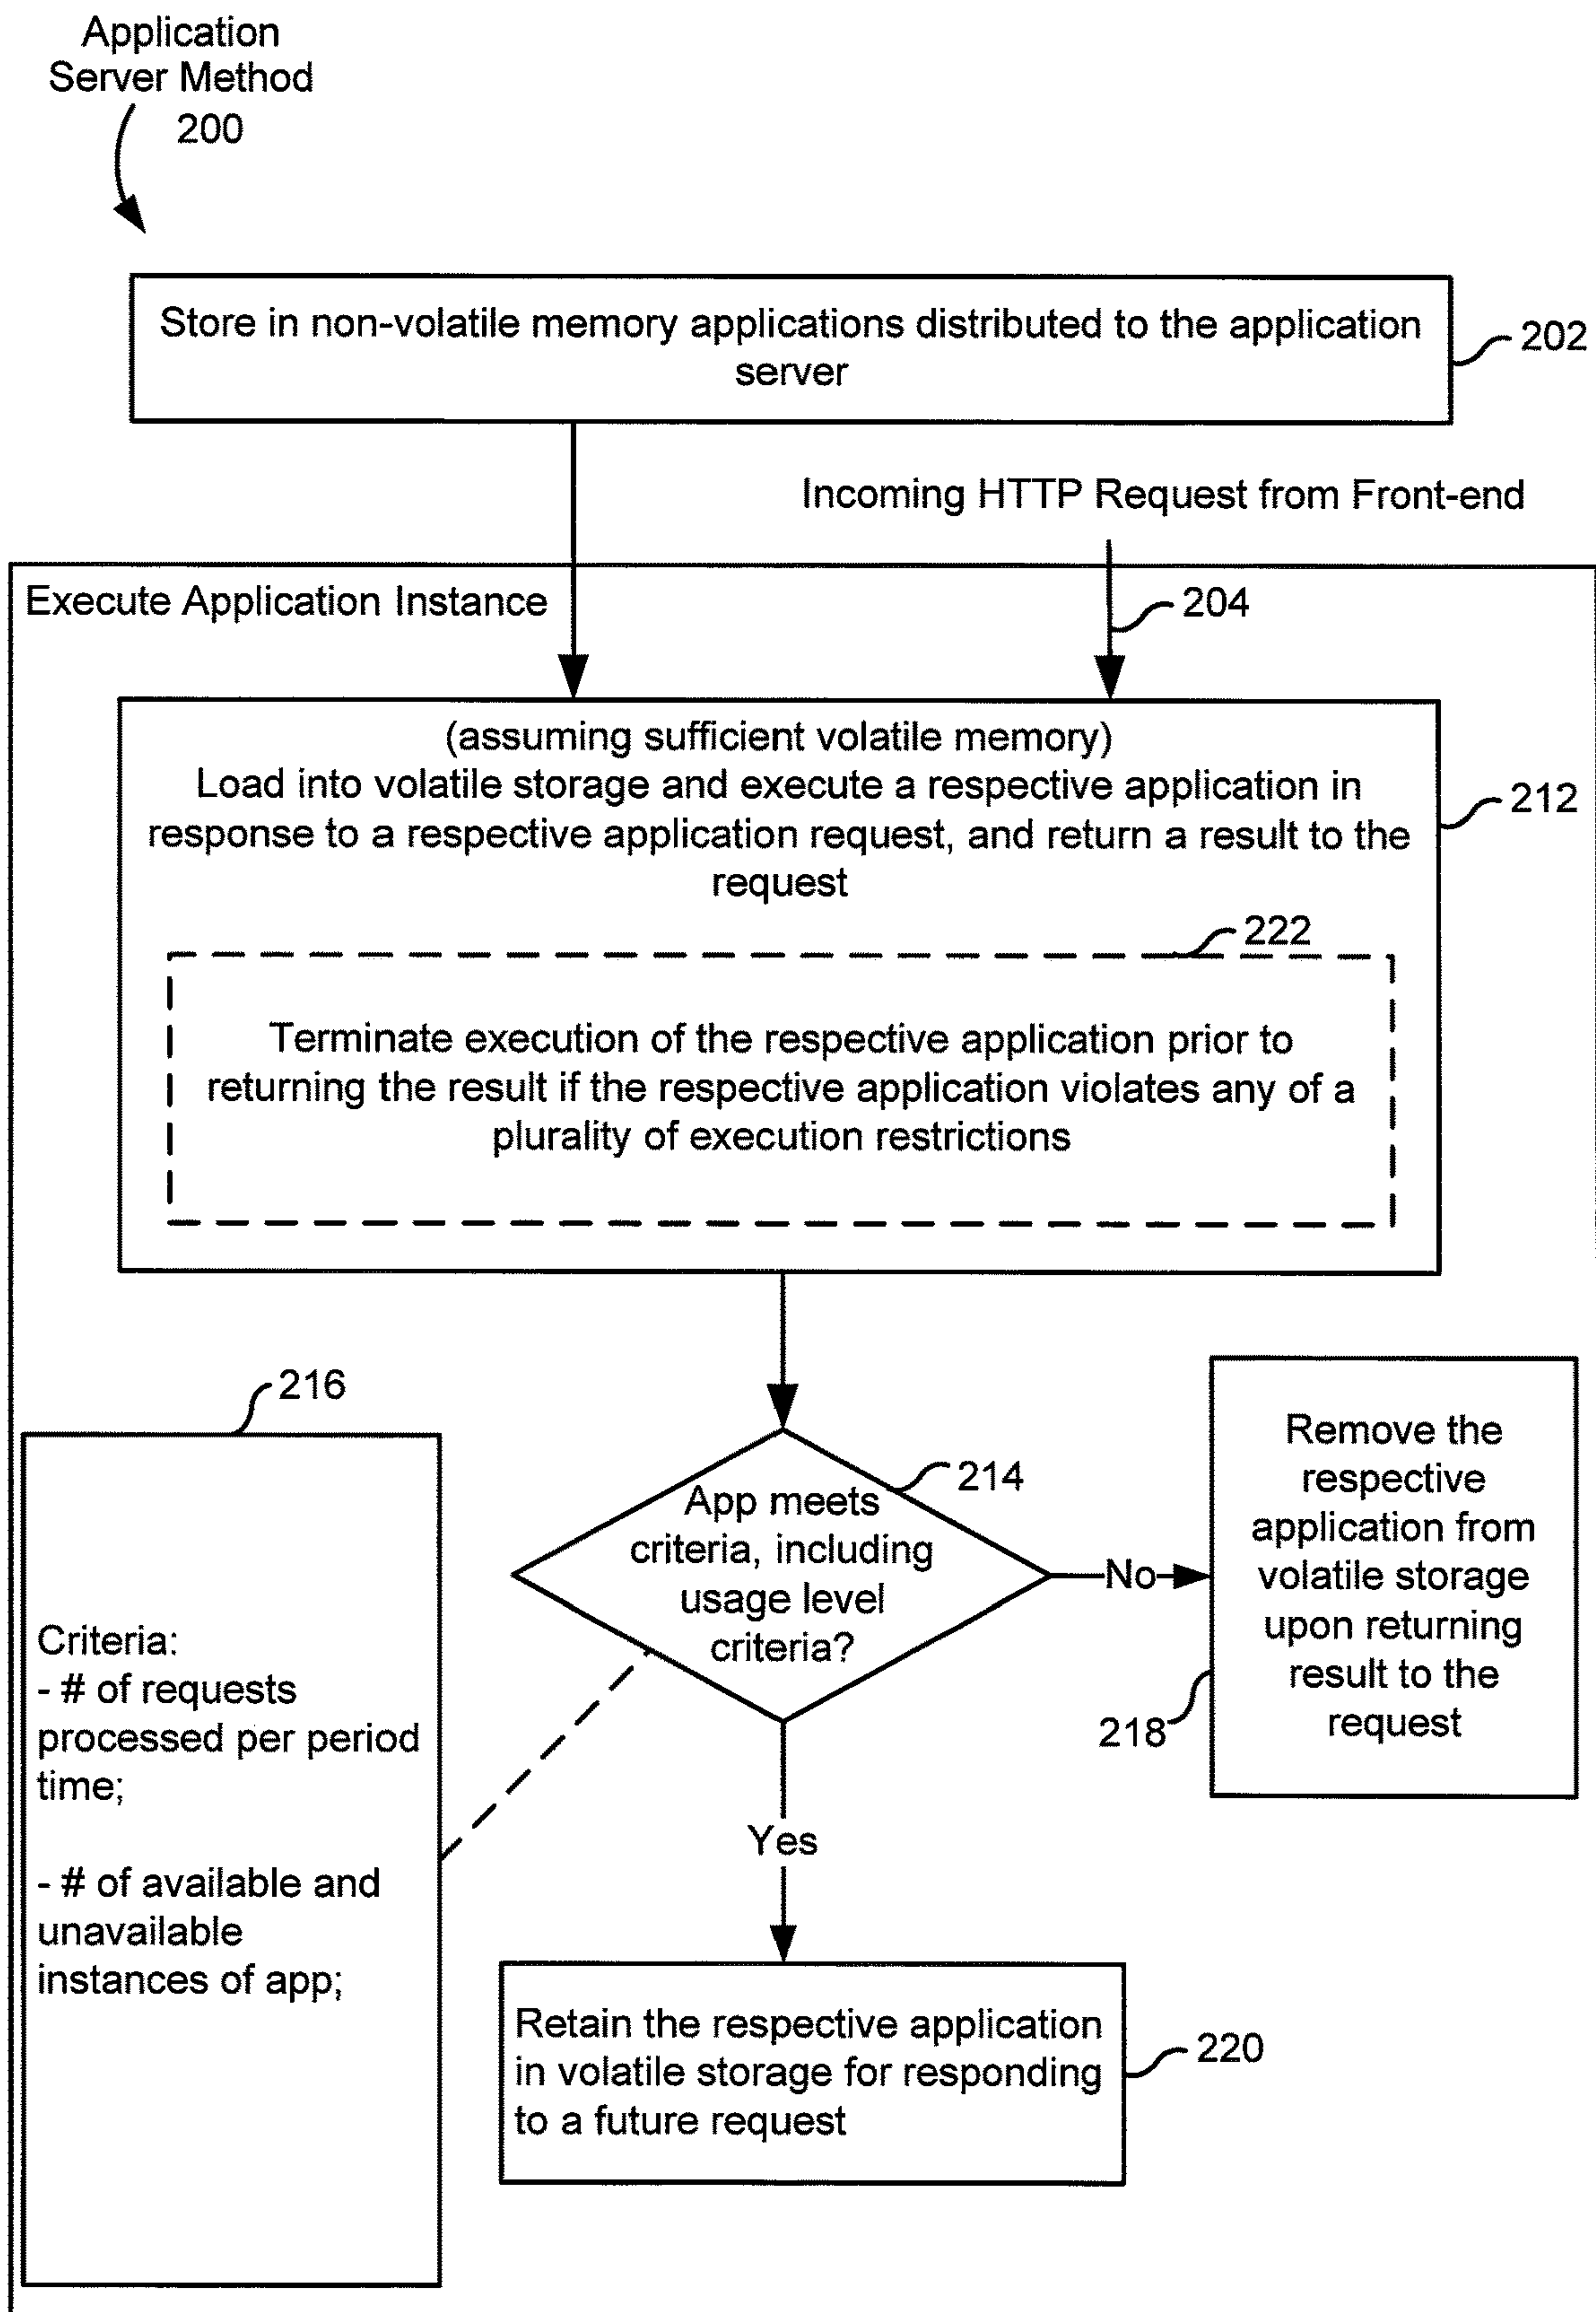 Application
Server Method
200
Store in non-volatile memory applications distributed to the application
server
202
Incoming HTTP Request from Front-end
Execute Application Instance
204
(assuming sufficient volatile memory)
Load into volatile storage and execute a respective application in
response to a respective application request, and return a result to the
request
212
222
Terminate execution of the respective application prior to
returning the result if the respective application violates any of a
plurality of execution restrictions
216
Criteria:
- # of requests
processed per period
time;
- # of available and
unavailable
instances of app;
214
App meets
criteria, including
usage level
criteria?
No
Remove the
respective
application from
volatile storage
upon returning
result to the
request
218
Yes
Retain the respective application
in volatile storage for responding
to a future request
220